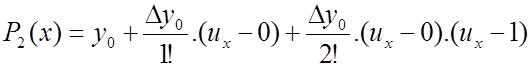 P₂(x) = y₀ + Δy₀/1! .(uₓ − 0) + Δy₀/2! .(uₓ − 0).(uₓ − 1)